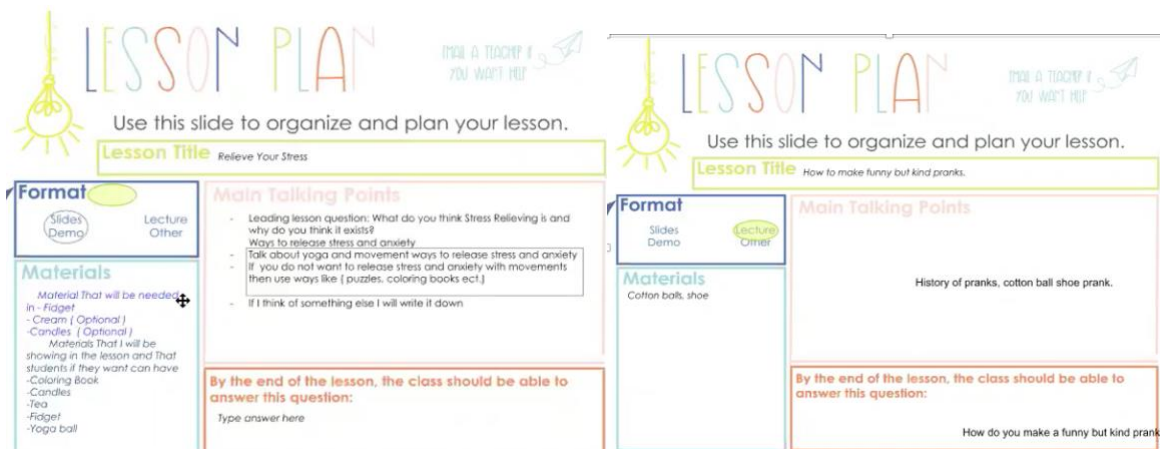 LESSON PLAN
EMAIL A TEACHER IF
YOU WANT HELP
Use this slide to organize and plan your lesson.
Lesson Title Relieve Your Stress
Format
Slides Lecture
Demo Other
Materials
Material That will be needed
in - Fidget
- Cream ( Optional )
-Candles ( Optional )
Materials That I will be
showing in the lesson and That
students if they want can have
-Coloring Book
-Candles
-Tea
-Fidget
-Yoga ball
Main Talking Points
- Leading lesson question: What do you think Stress Relieving is and
why do you think it exists?
Ways to release stress and anxiety
- Talk about yoga and movement ways to release stress and anxiety
- If you do not want to release stress and anxiety with movements
then use ways like ( puzzles, coloring books ect.)
- If I think of something else I will write it down
By the end of the lesson, the class should be able to
answer this question:
Type answer here
LESSON PLAN
EMAIL A TEACHER IF
YOU WANT HELP
Use this slide to organize and plan your lesson.
Lesson Title How to make funny but kind pranks.
Format
Slides Lecture
Demo Other
Materials
Cotton balls, shoe
Main Talking Points
History of pranks, cotton ball shoe prank.
By the end of the lesson, the class should be able to
answer this question:
How do you make a funny but kind prank